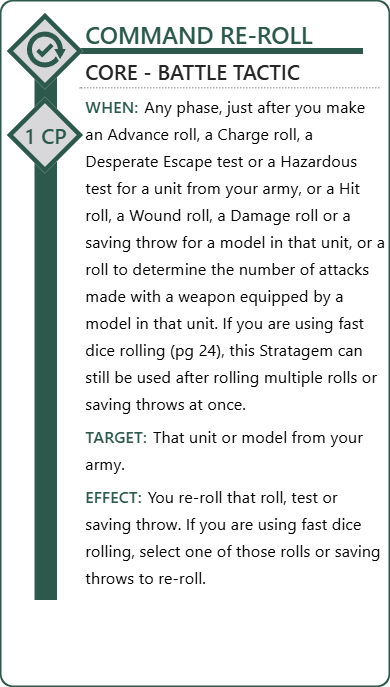 COMMAND RE-ROLL
CORE - BATTLE TACTIC
1 CP
WHEN: Any phase, just after you make
an Advance roll, a Charge roll, a
Desperate Escape test or a Hazardous
test for a unit from your army, or a Hit
roll, a Wound roll, a Damage roll or a
saving throw for a model in that unit, or a
roll to determine the number of attacks
made with a weapon equipped by a
model in that unit. If you are using fast
dice rolling (pg 24), this Stratagem can
still be used after rolling multiple rolls or
saving throws at once.
TARGET: That unit or model from your
army.
EFFECT: You re-roll that roll, test or
saving throw. If you are using fast dice
rolling, select one of those rolls or saving
throws to re-roll.